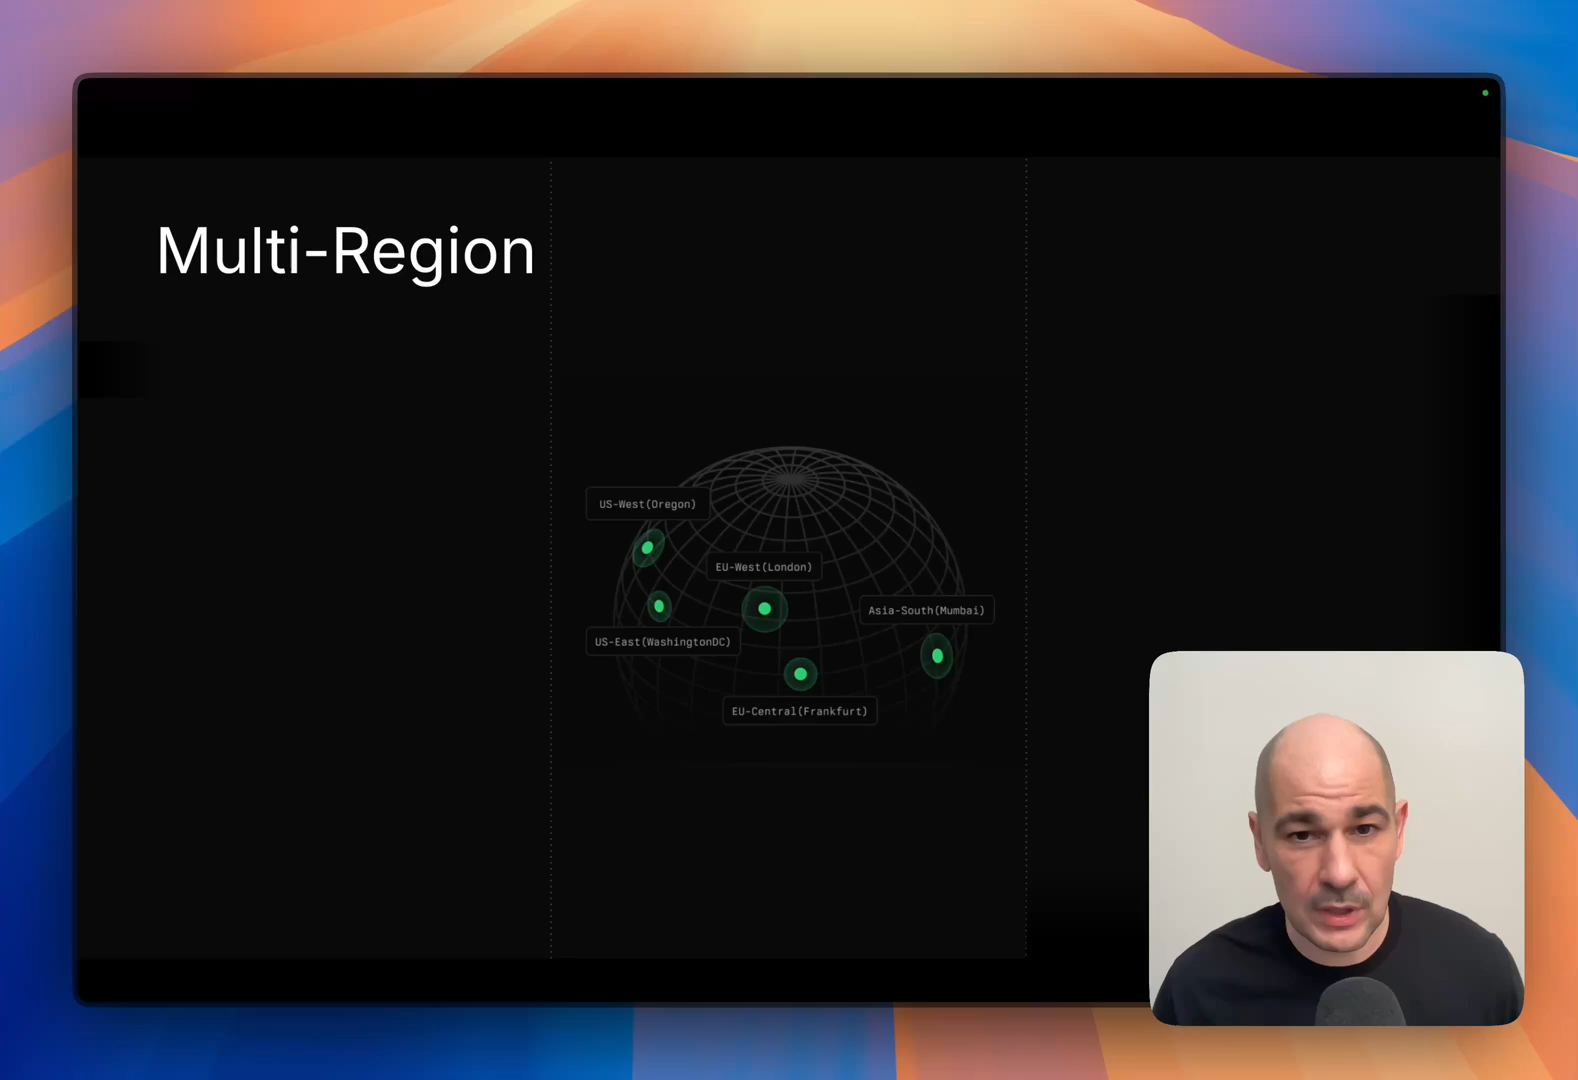 Multi-Region
US-West(Oregon)
EU-West(London)
Asia-South(Mumbai)
US-East(WashingtonDC)
EU-Central(Frankfurt)